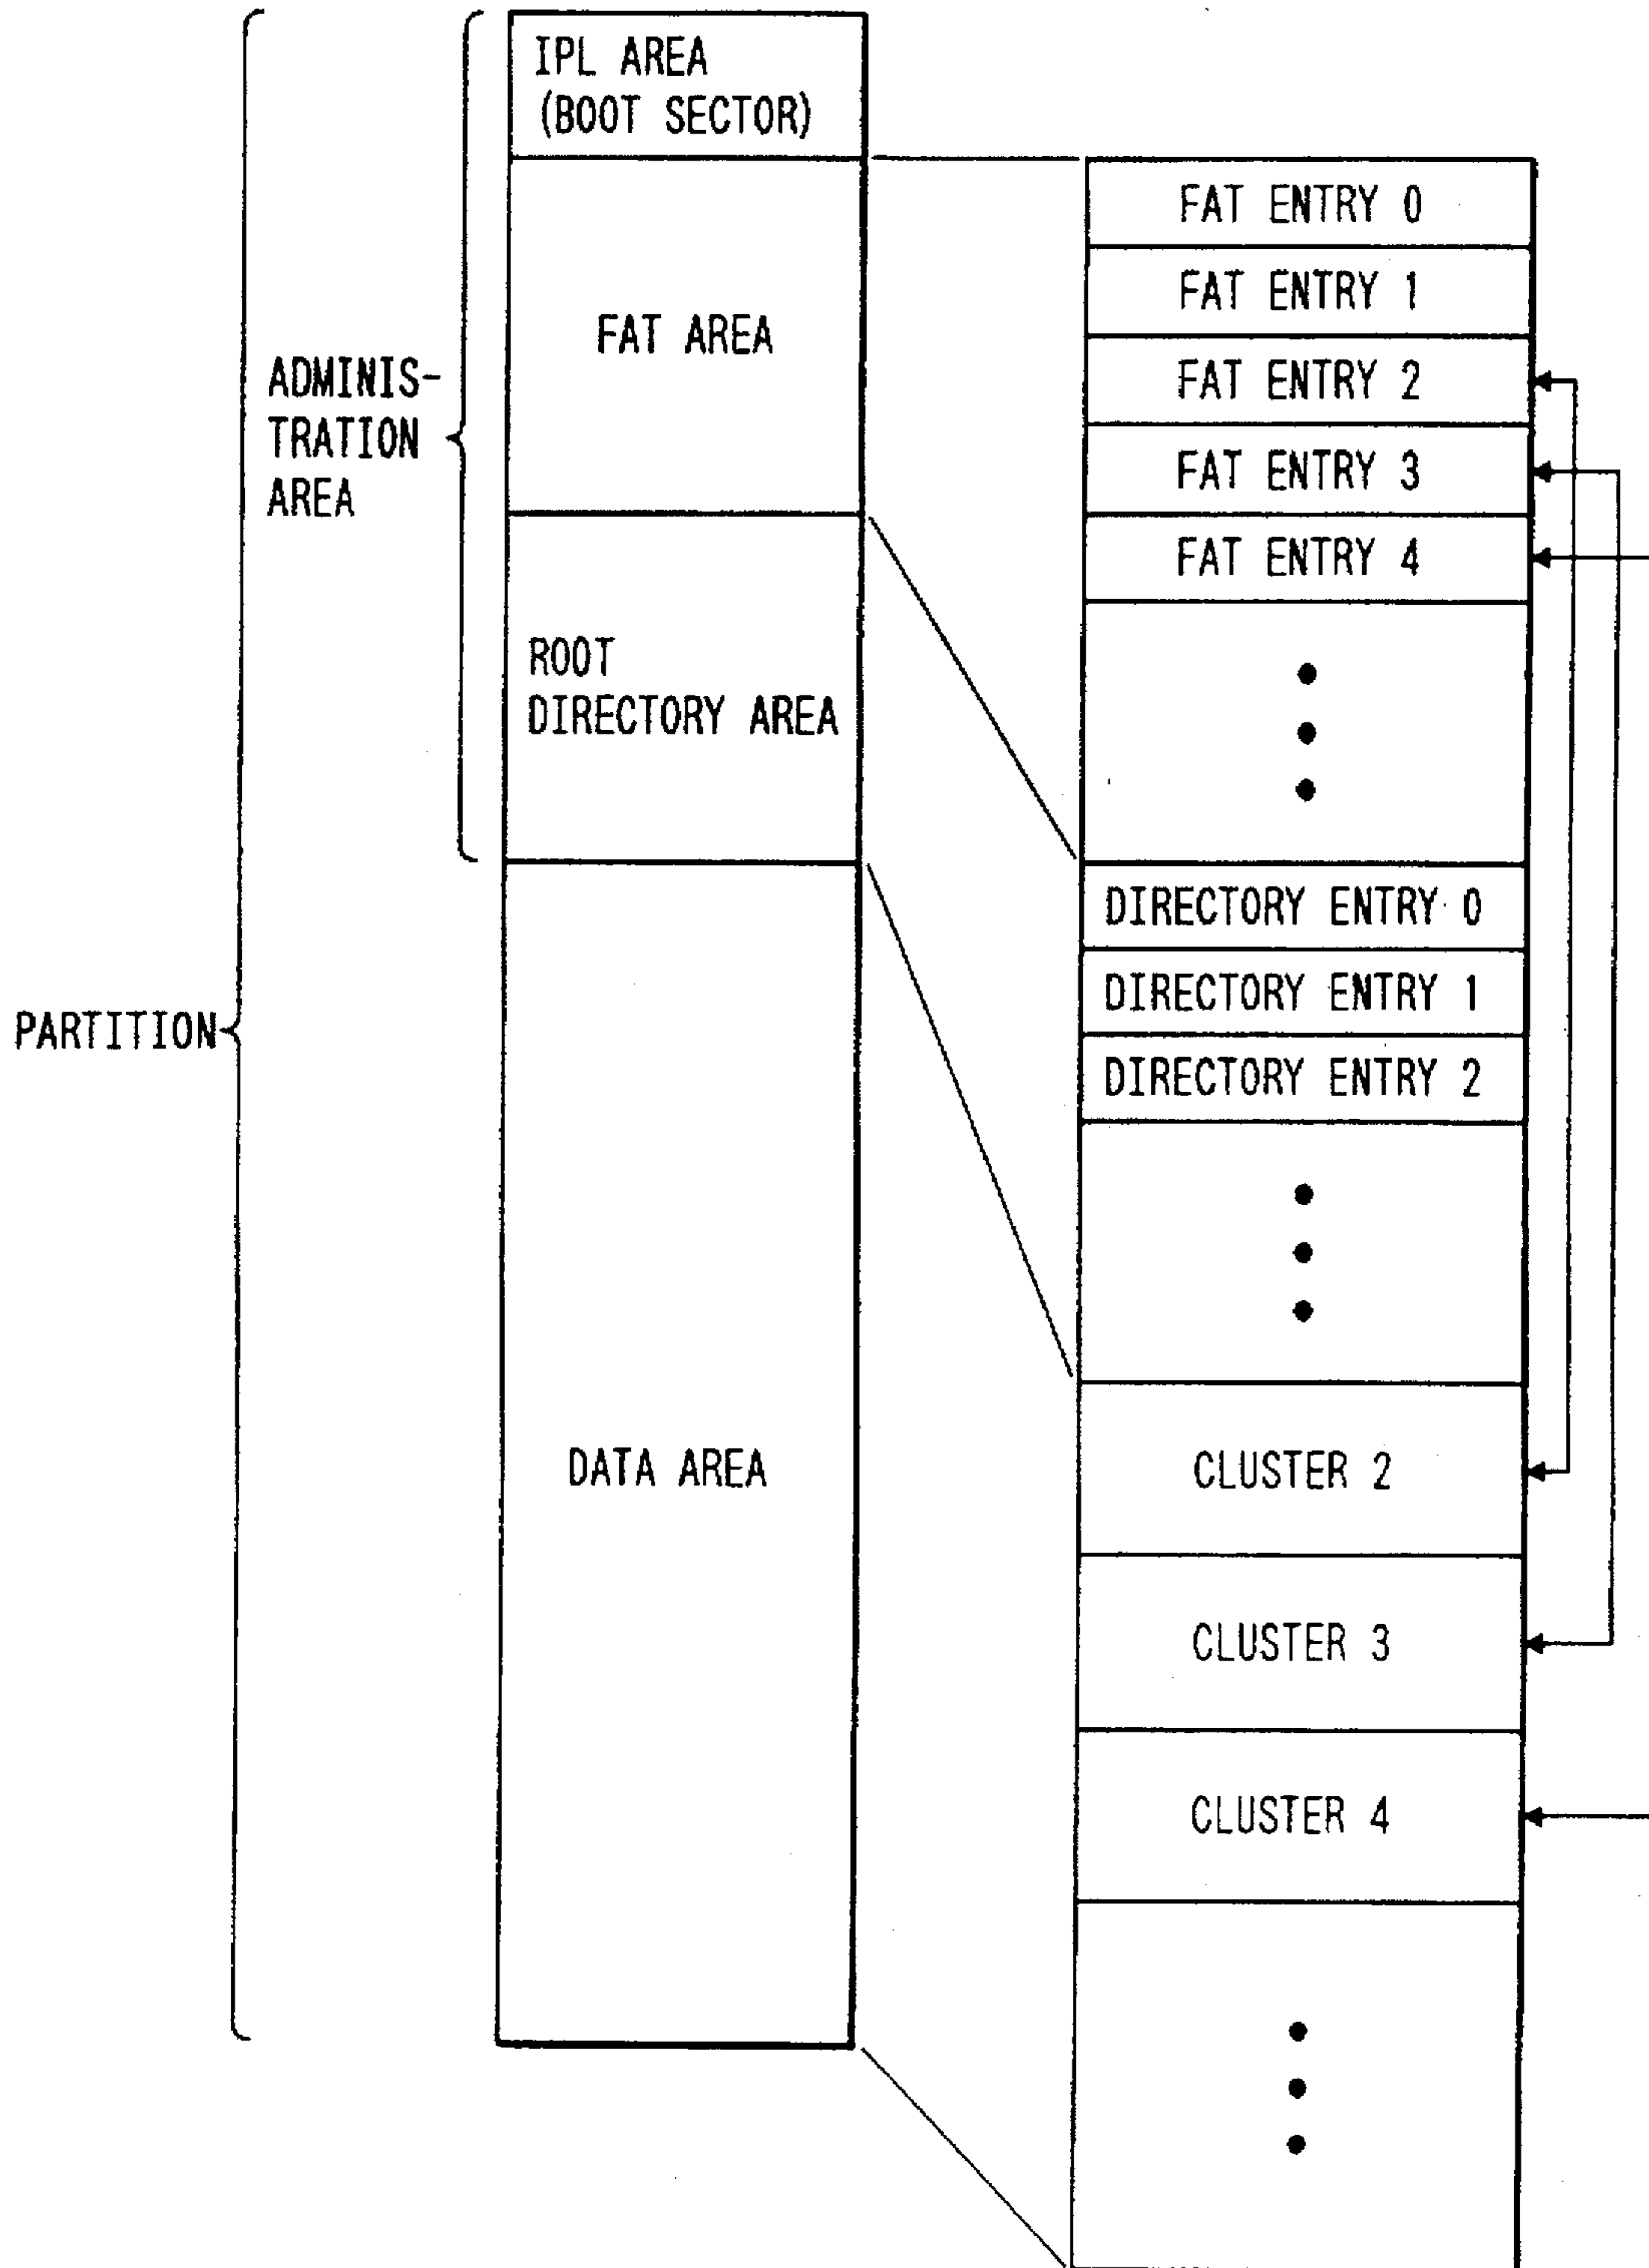 IPL AREA
(BOOT SECTOR)
FAT AREA
ROOT
DIRECTORY AREA
DATA AREA
ADMINIS-
TRATION
AREA
PARTITION
FAT ENTRY 0
FAT ENTRY 1
FAT ENTRY 2
FAT ENTRY 3
FAT ENTRY 4
DIRECTORY ENTRY 0
DIRECTORY ENTRY 1
DIRECTORY ENTRY 2
CLUSTER 2
CLUSTER 3
CLUSTER 4